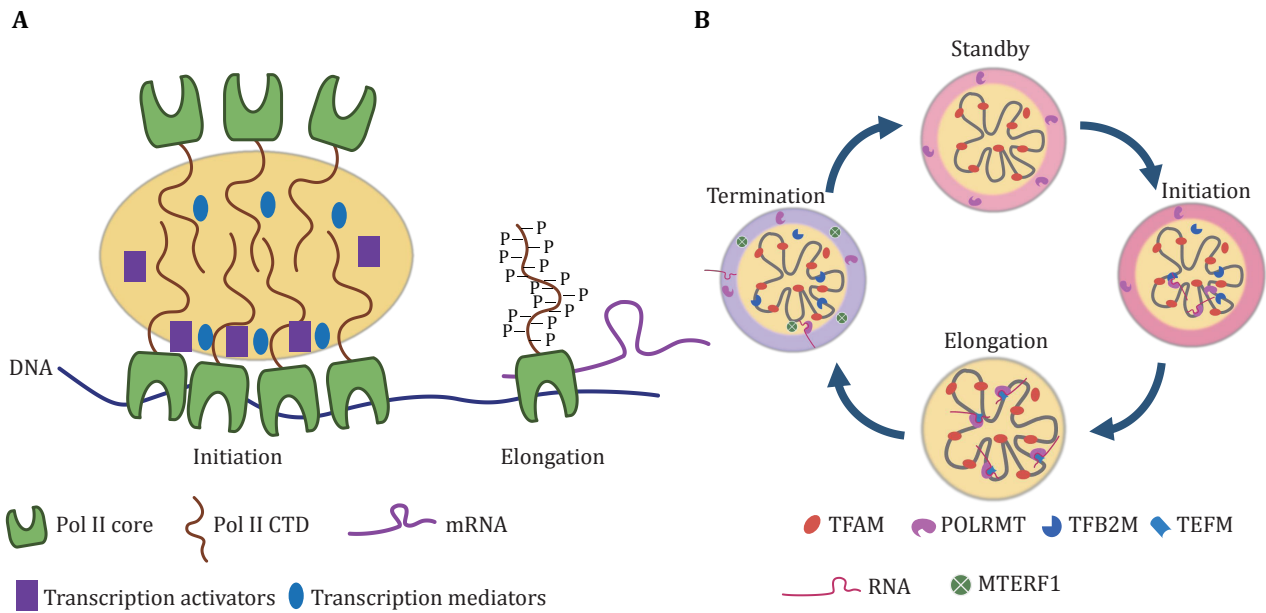 A
B
Standby
Termination
Initiation
P
P
P
P
P
P
P
P
P
P
P
P
P
P
Elongation
DNA
Initiation
Elongation
Pol II core
Pol II CTD
mRNA
Transcription activators
Transcription mediators
TFAM
POLRMT
TFB2M
TEFM
RNA
MTERF1